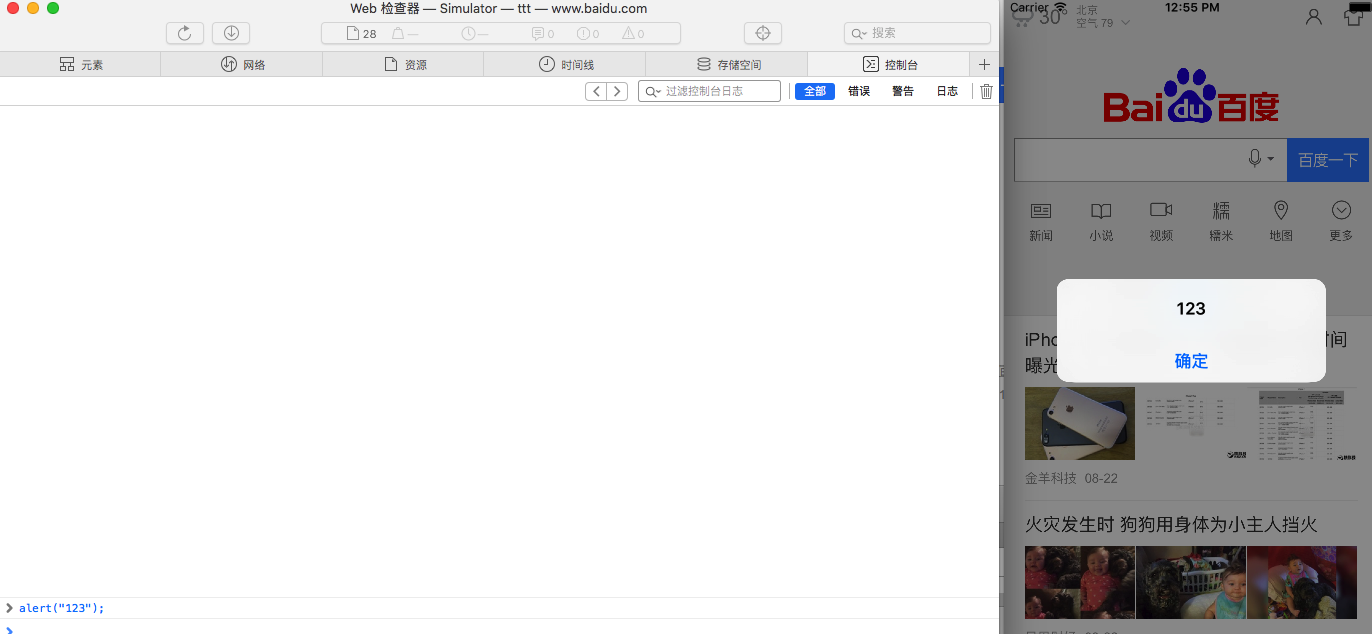 Web 检查器 — Simulator — ttt — www.baidu.com
28
—
—
0
0
0
搜索
元素
网络
资源
时间线
存储空间
控制台
过滤控制台日志
全部
错误
警告
日志
alert("123");
Carrier
12:55 PM
30°
北京
空气 79
Bai du 百度
百度一下
新闻
小说
视频
糯
糯米
地图
更多
123
确定
时间
曝光
金羊科技 08-22
火灾发生时 狗狗用身体为小主人挡火